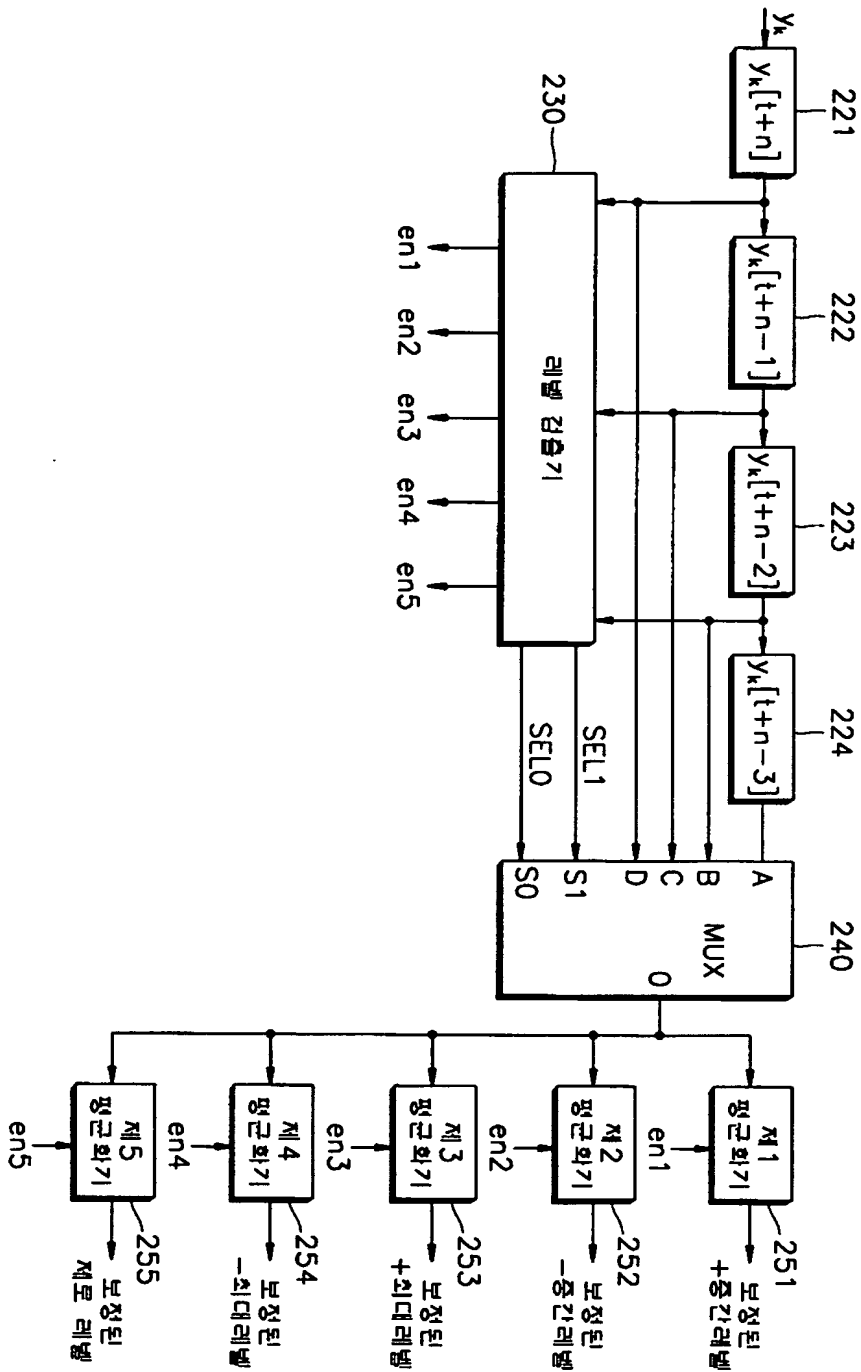 yk
yk[t+n]
221
yk[t+n-1]
222
yk[t+n-2]
223
yk[t+n-3]
224
230
레벨 검출기
en1
en2
en3
en4
en5
SEL1
SEL0
A
B
C
D
S1
S0
MUX
O
240
제1
평균화기
en1
251
보정된
+중간레벨
제2
평균화기
en2
252
보정된
-중간레벨
제3
평균화기
en3
253
보정된
+최대레벨
제4
평균화기
en4
254
보정된
-최대레벨
제5
평균화기
en5
255
보정된
제로 레벨